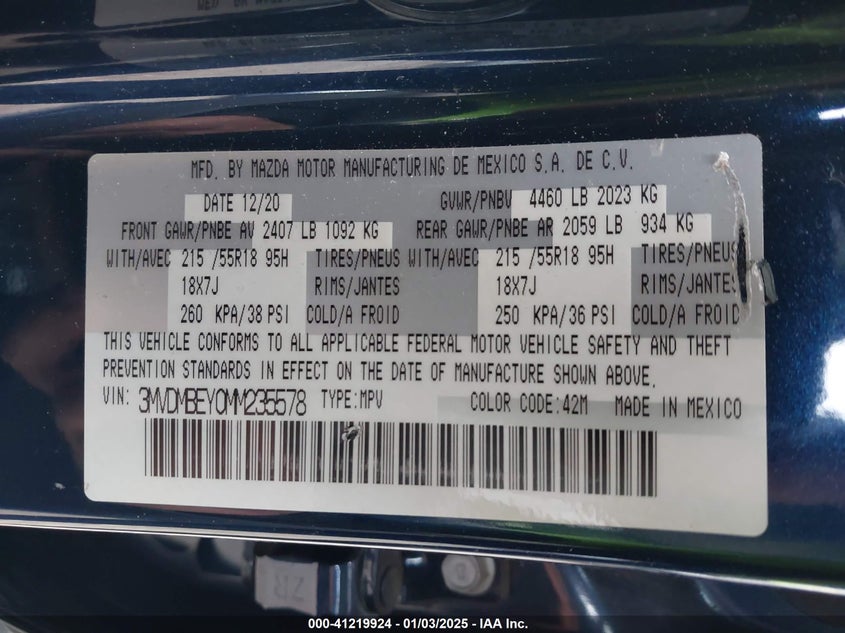 MFD. BY MAZDA MOTOR MANUFACTURING DE MEXICO S.A. DE C.V.
DATE 12/20 GVWR/PNBV 4460 LB 2023 KG
FRONT GAWR/PNBE AV 2407 LB 1092 KG REAR GAWR/PNBE AR 2059 LB 934 KG
WITH/AVEC 215 /55R18 95H TIRES/PNEUS WITH/AVEC 215 /55R18 95H TIRES/PNEUS
18X7J RIMS/JANTES 18X7J RIMS/JANTES
260 KPA/38 PSI COLD/A FROID 250 KPA/36 PSI COLD/A FROID
THIS VEHICLE CONFORMS TO ALL APPLICABLE FEDERAL MOTOR VEHICLE SAFETY AND THEFT
PREVENTION STANDARDS IN EFFECT ON THE DATE OF MANUFACTURE SHOWN ABOVE.
VIN: 3MVDMBEY0MM235578 TYPE:MPV COLOR CODE:42M MADE IN MEXICO
ZR
000-41219924 - 01/03/2025 - IAA Inc.